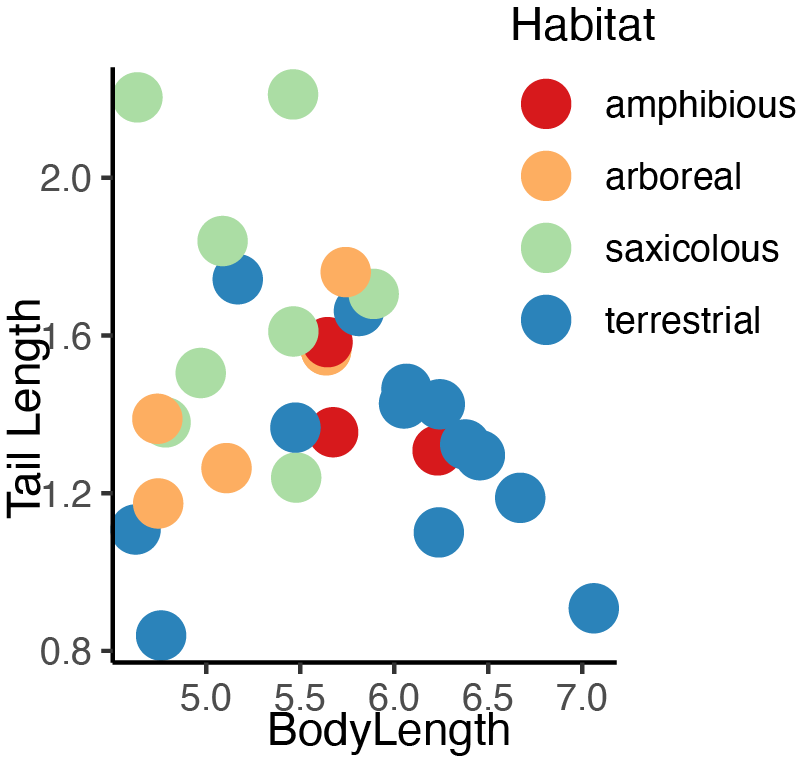 Habitat
amphibious
arboreal
saxicolous
terrestrial
Tail Length
2.0
1.6
1.2
0.8
5.0 5.5 6.0 6.5 7.0
BodyLength